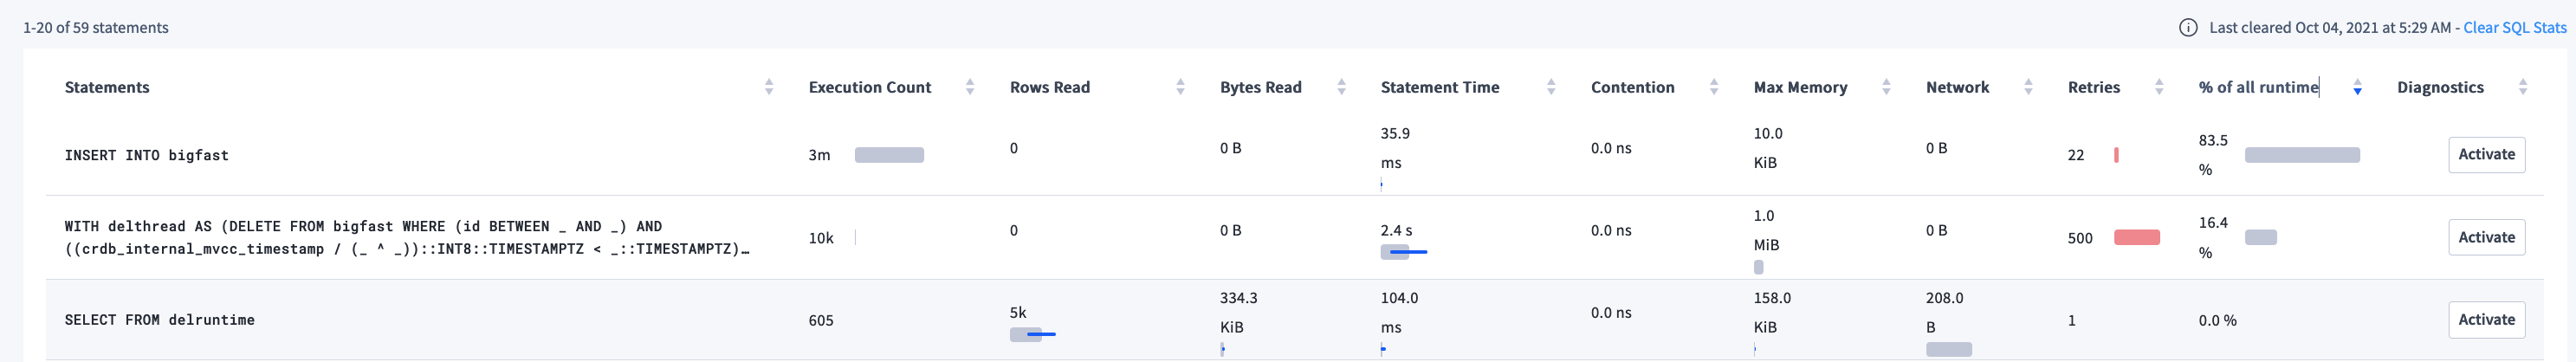 1-20 of 59 statements
Last cleared Oct 04, 2021 at 5:29 AM - Clear SQL Stats
Statements Execution Count Rows Read Bytes Read Statement Time Contention Max Memory Network Retries % of all runtime Diagnostics
INSERT INTO bigfast 3m 0 0 B 35.9 ms 0.0 ns 10.0 KiB 0 B 22 83.5 % Activate
WITH delthread AS (DELETE FROM bigfast WHERE (id BETWEEN _ AND _) AND
((crdb_internal_mvcc_timestamp / (_ ^ _))::INT8::TIMESTAMPTZ < _::TIMESTAMPTZ)…
10k 0 0 B 2.4 s 0.0 ns 1.0 MiB 0 B 500 16.4 % Activate
SELECT FROM delruntime 605 5k 334.3 KiB 104.0 ms 0.0 ns 158.0 KiB 208.0 B 1 0.0 % Activate